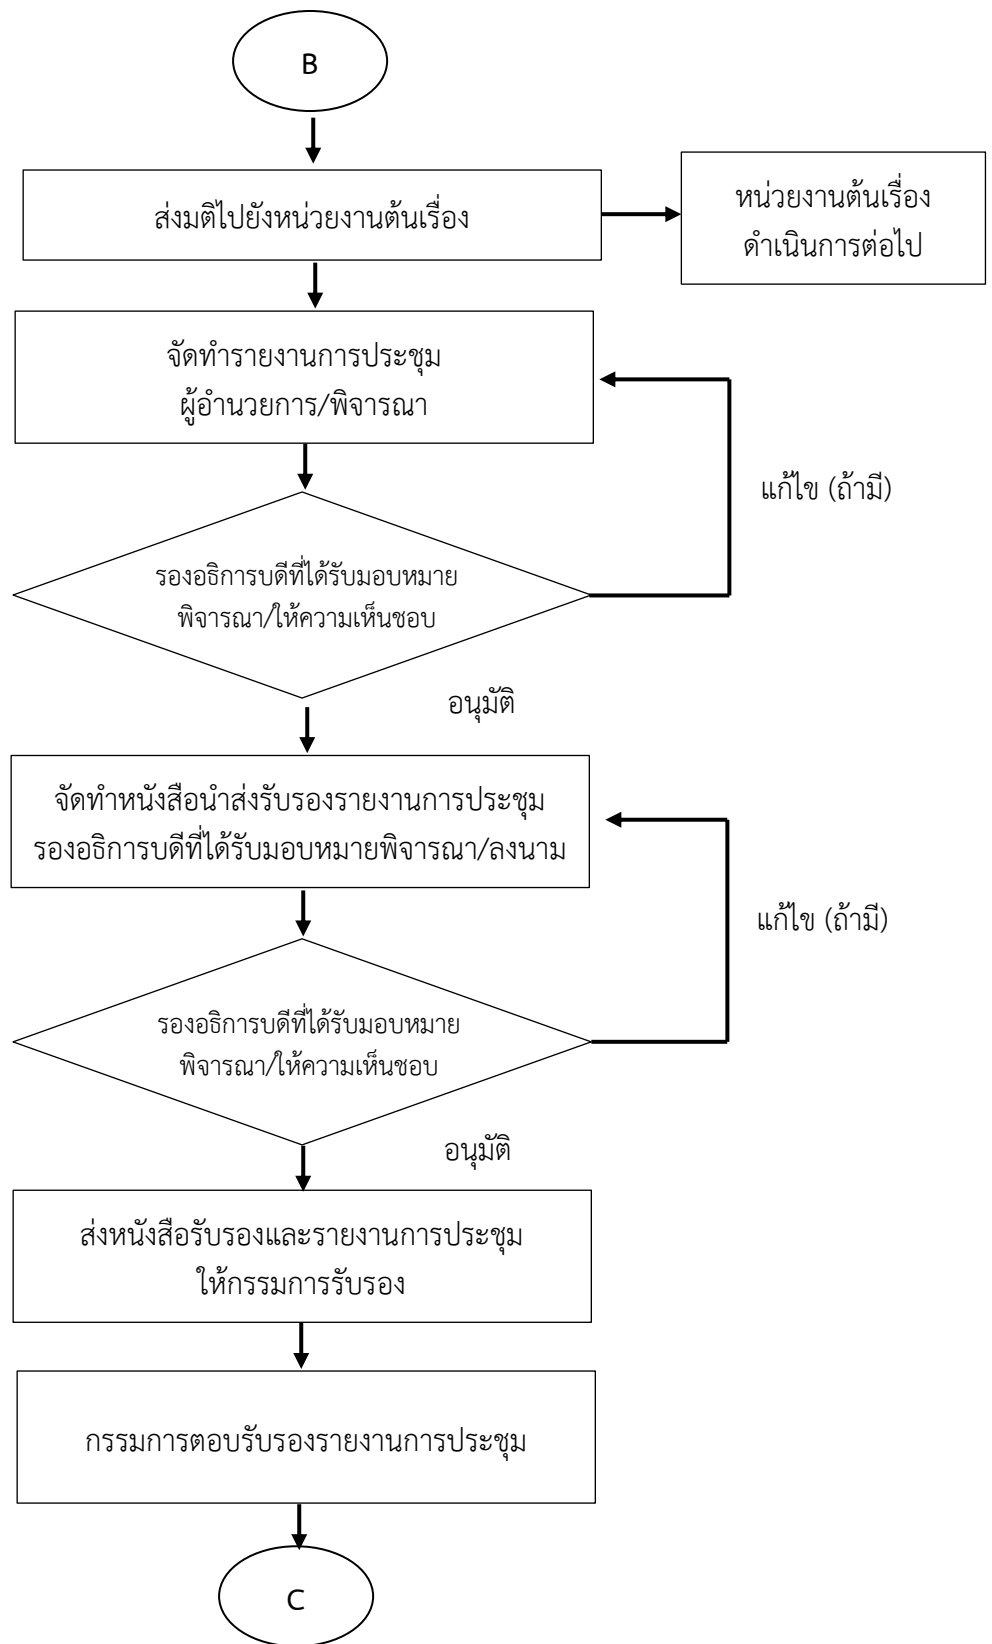 B
ส่งมติไปยังหน่วยงานต้นเรื่อง
หน่วยงานต้นเรื่อง
ดำเนินการต่อไป
จัดทำรายงานการประชุม
ผู้อำนวยการ/พิจารณา
แก้ไข (ถ้ามี)
รองอธิการบดีที่ได้รับมอบหมาย
พิจารณา/ให้ความเห็นชอบ
อนุมัติ
จัดทำหนังสือนำส่งรับรองรายงานการประชุม
รองอธิการบดีที่ได้รับมอบหมายพิจารณา/ลงนาม
แก้ไข (ถ้ามี)
รองอธิการบดีที่ได้รับมอบหมาย
พิจารณา/ให้ความเห็นชอบ
อนุมัติ
ส่งหนังสือรับรองและรายงานการประชุม
ให้กรรมการรับรอง
กรรมการตอบรับรองรายงานการประชุม
C